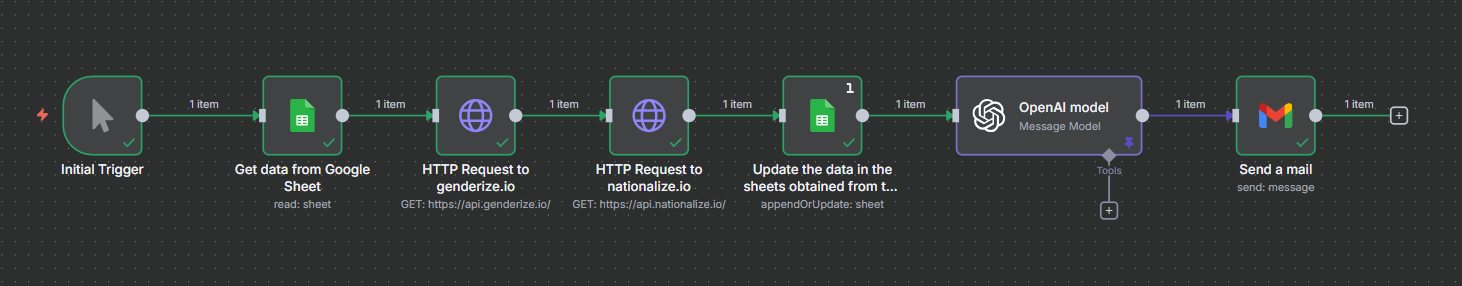 1 item
1 item
1 item
1 item
1 item
1 item
1 item
1
OpenAI model
Message Model
Tools
Initial Trigger
Get data from Google
Sheet
read: sheet
HTTP Request to
genderize.io
GET: https://api.genderize.io/
HTTP Request to
nationalize.io
GET: https://api.nationalize.io/
Update the data in the
sheets obtained from t...
appendOrUpdate: sheet
Send a mail
send: message